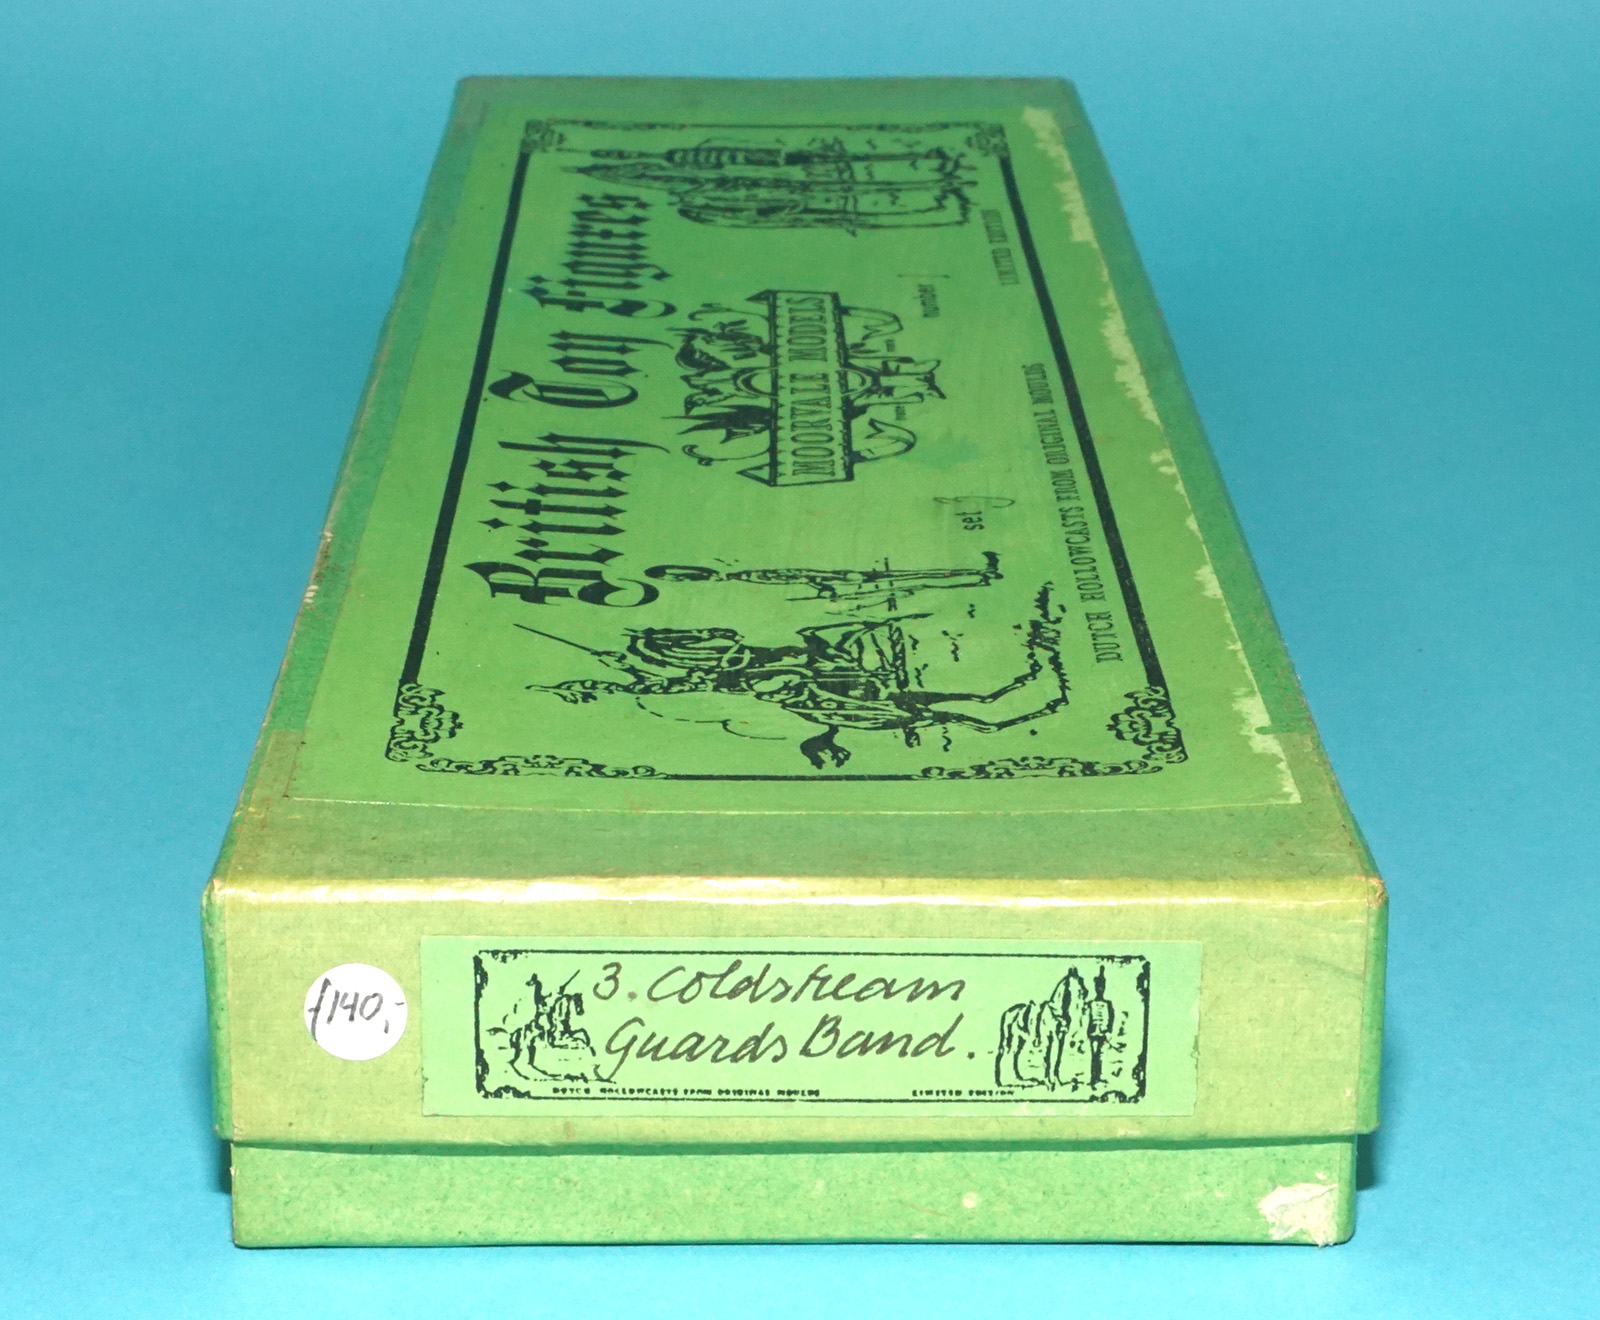 British Toy Figures
MOORVALE MODELS
set 3
number 1
DUTCH HOLLOWCASTS FROM ORIGINAL MOULDS
LIMITED EDITION
f140,-
3. Coldstream
Guards Band.
DUTCH HOLLOWCASTS FROM ORIGINAL MOULDS
LIMITED EDITION